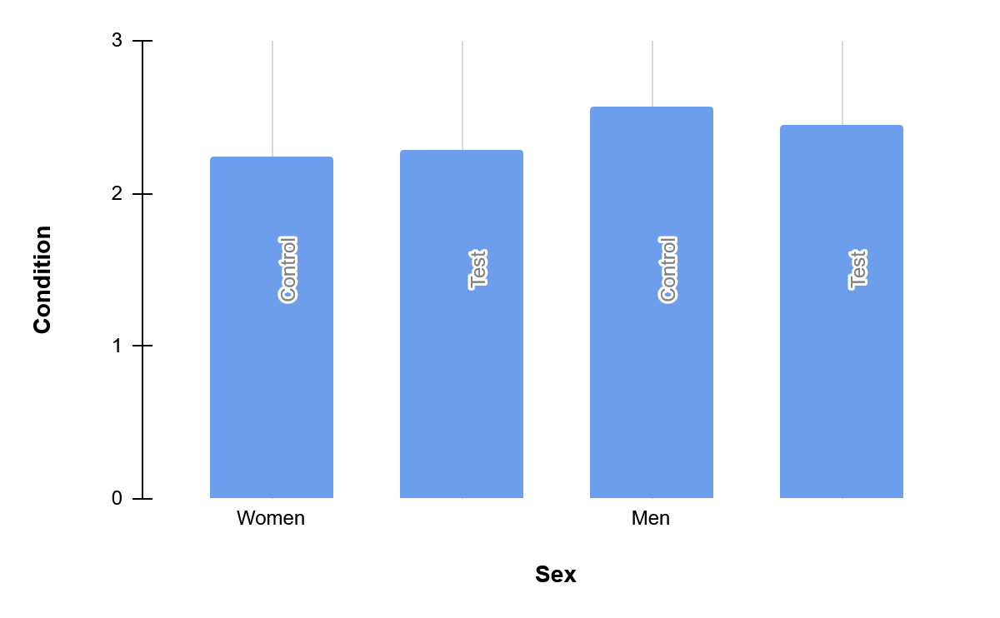 3
2
1
0
Condition
Control
Test
Control
Test
Women
Men
Sex